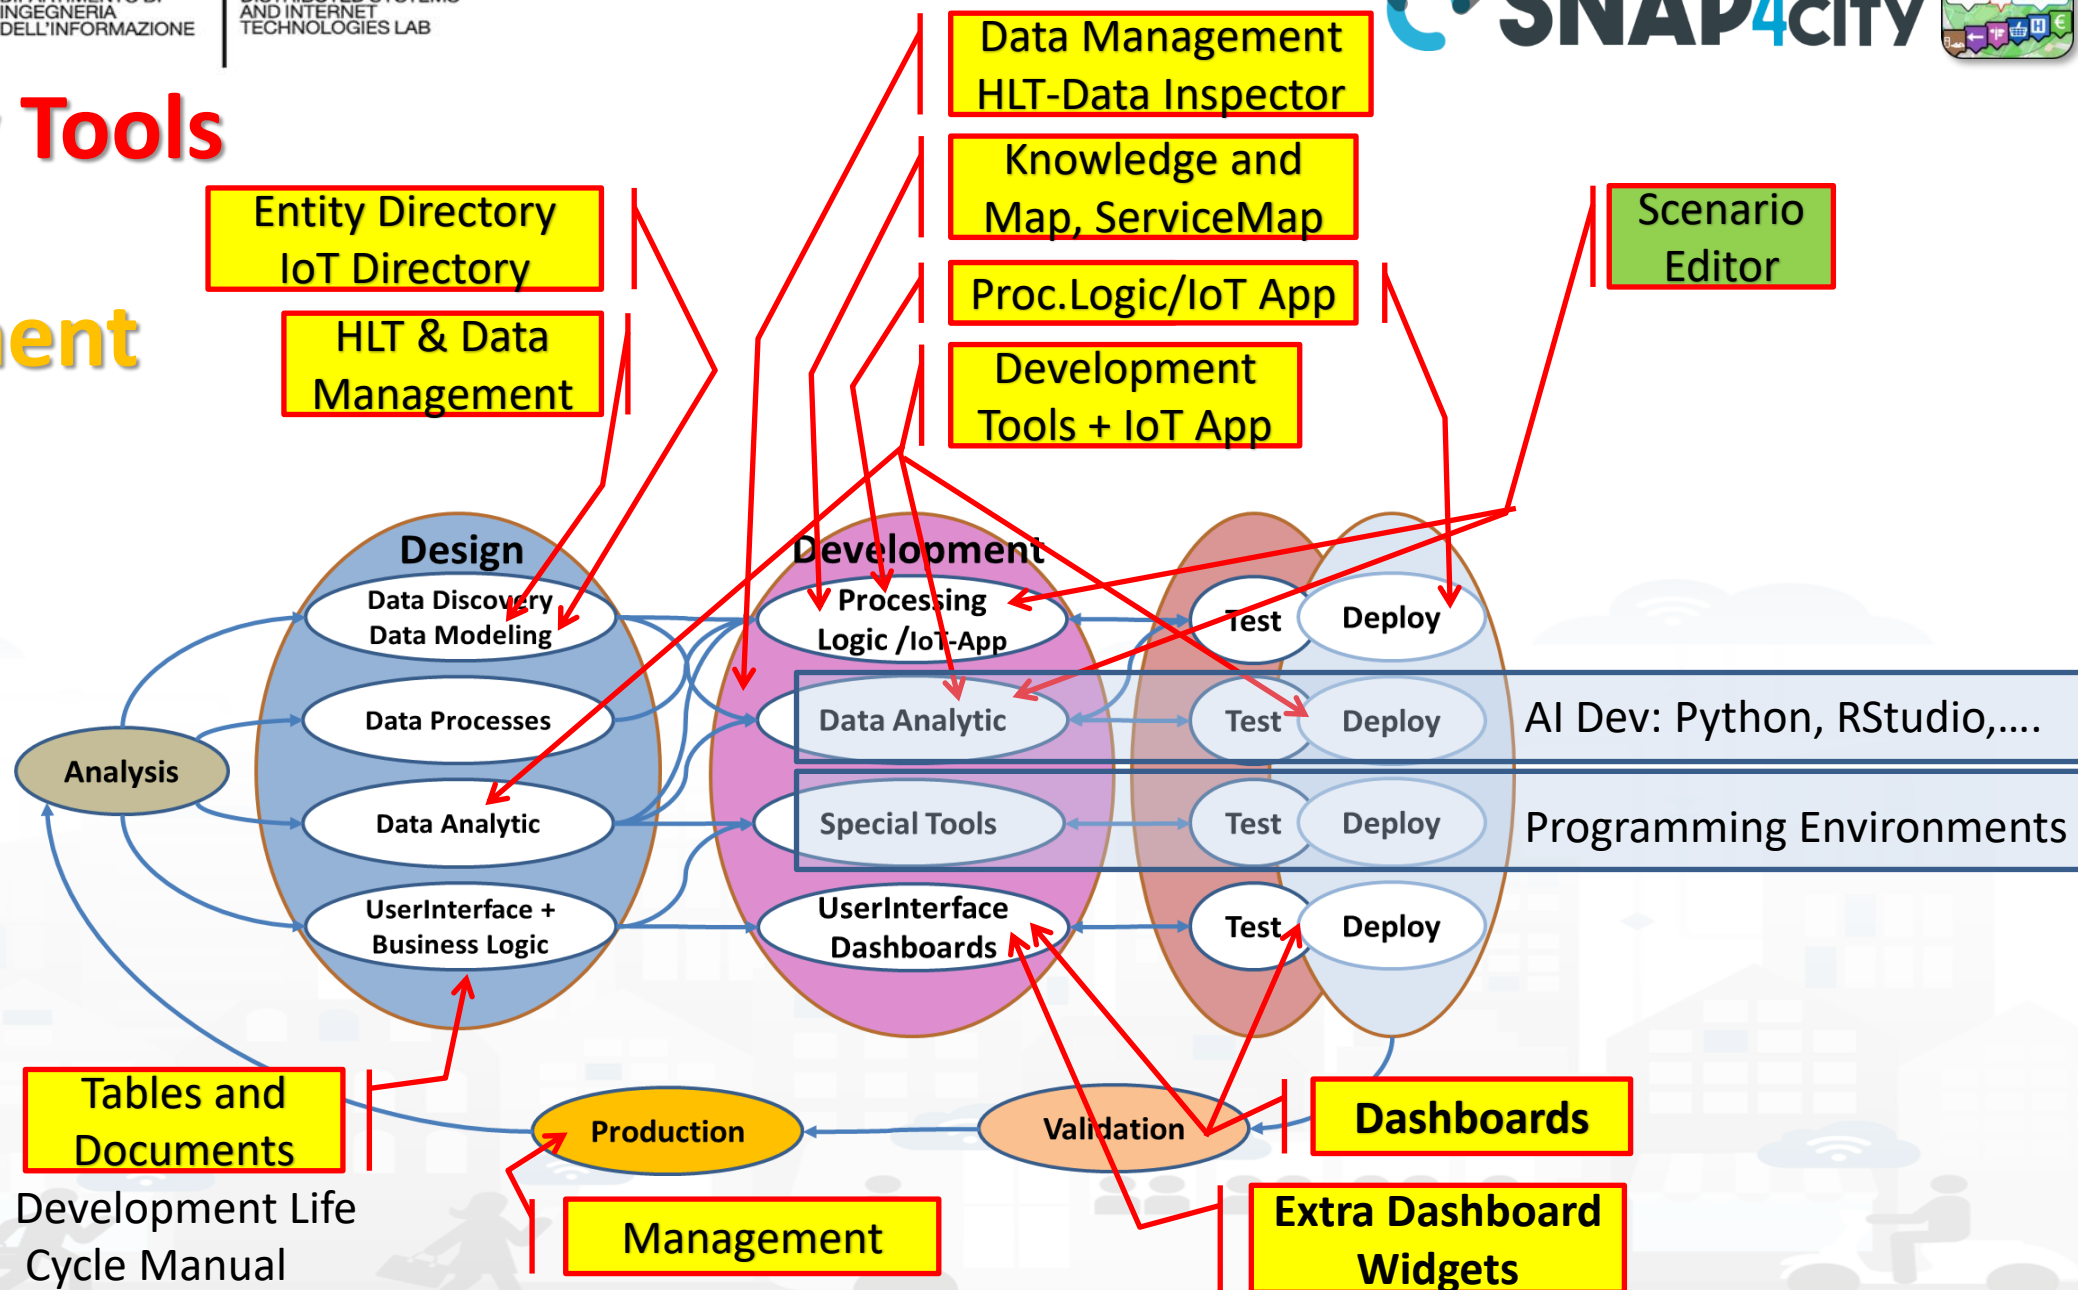 INGEGNERIA
DELL'INFORMAZIONE
AND INTERNET
TECHNOLOGIES LAB
SNAP4CITY
Tools
Data Management
HLT-Data Inspector
Knowledge and
Map, ServiceMap
Entity Directory
IoT Directory
Scenario
Editor
Proc.Logic/IoT App
HLT & Data
Management
Development
Tools + IoT App
Design
Development
Data Discovery
Data Modeling
Processing
Logic /IoT-App
Test
Deploy
Data Processes
Data Analytic
Test
Deploy
AI Dev: Python, RStudio,....
Analysis
Data Analytic
Special Tools
Test
Deploy
Programming Environments
UserInterface +
Business Logic
UserInterface
Dashboards
Test
Deploy
Tables and
Documents
Production
Validation
Dashboards
Development Life
Cycle Manual
Management
Extra Dashboard
Widgets